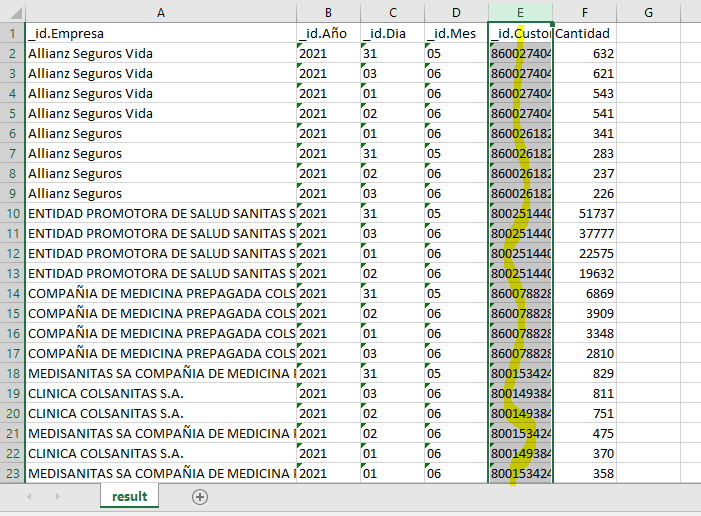 A B C D E F G
1 _id.Empresa _id.Año _id.Dia _id.Mes _id.Custor Cantidad
2 Allianz Seguros Vida 2021 31 05 860027404 632
3 Allianz Seguros Vida 2021 03 06 860027404 621
4 Allianz Seguros Vida 2021 01 06 860027404 543
5 Allianz Seguros Vida 2021 02 06 860027404 541
6 Allianz Seguros 2021 01 06 860026182 341
7 Allianz Seguros 2021 31 05 860026182 283
8 Allianz Seguros 2021 02 06 860026182 237
9 Allianz Seguros 2021 03 06 860026182 226
10 ENTIDAD PROMOTORA DE SALUD SANITAS S 2021 31 05 800251440 51737
11 ENTIDAD PROMOTORA DE SALUD SANITAS S 2021 03 06 800251440 37777
12 ENTIDAD PROMOTORA DE SALUD SANITAS S 2021 01 06 800251440 22575
13 ENTIDAD PROMOTORA DE SALUD SANITAS S 2021 02 06 800251440 19632
14 COMPAÑIA DE MEDICINA PREPAGADA COLS 2021 31 05 860078828 6869
15 COMPAÑIA DE MEDICINA PREPAGADA COLS 2021 02 06 860078828 3909
16 COMPAÑIA DE MEDICINA PREPAGADA COLS 2021 01 06 860078828 3348
17 COMPAÑIA DE MEDICINA PREPAGADA COLS 2021 03 06 860078828 2810
18 MEDISANITAS SA COMPAÑIA DE MEDICINA 2021 31 05 800153424 829
19 CLINICA COLSANITAS S.A. 2021 03 06 800149384 811
20 CLINICA COLSANITAS S.A. 2021 02 06 800149384 751
21 MEDISANITAS SA COMPAÑIA DE MEDICINA 2021 02 06 800153424 475
22 CLINICA COLSANITAS S.A. 2021 01 06 800149384 370
23 MEDISANITAS SA COMPAÑIA DE MEDICINA 2021 01 06 800153424 358
result